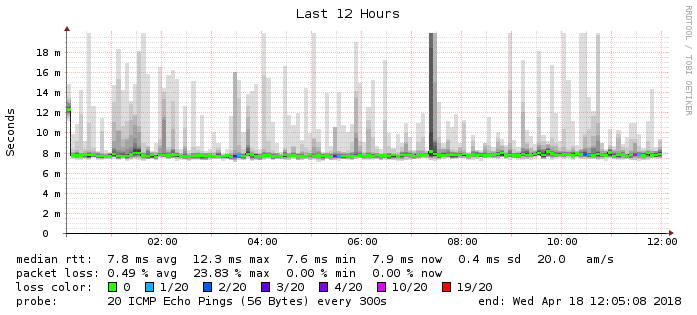 Last 12 Hours
RRDTOOL / TOBI OETIKER
Seconds
18 m
16 m
14 m
12 m
10 m
8 m
6 m
4 m
2 m
0
02:00 04:00 06:00 08:00 10:00 12:00
median rtt: 7.8 ms avg 12.3 ms max 7.6 ms min 7.9 ms now 0.4 ms sd 20.0 am/s
packet loss: 0.49 % avg 23.83 % max 0.00 % min 0.00 % now
loss color: 0 1/20 2/20 3/20 4/20 10/20 19/20
probe: 20 ICMP Echo Pings (56 Bytes) every 300s end: Wed Apr 18 12:05:08 2018